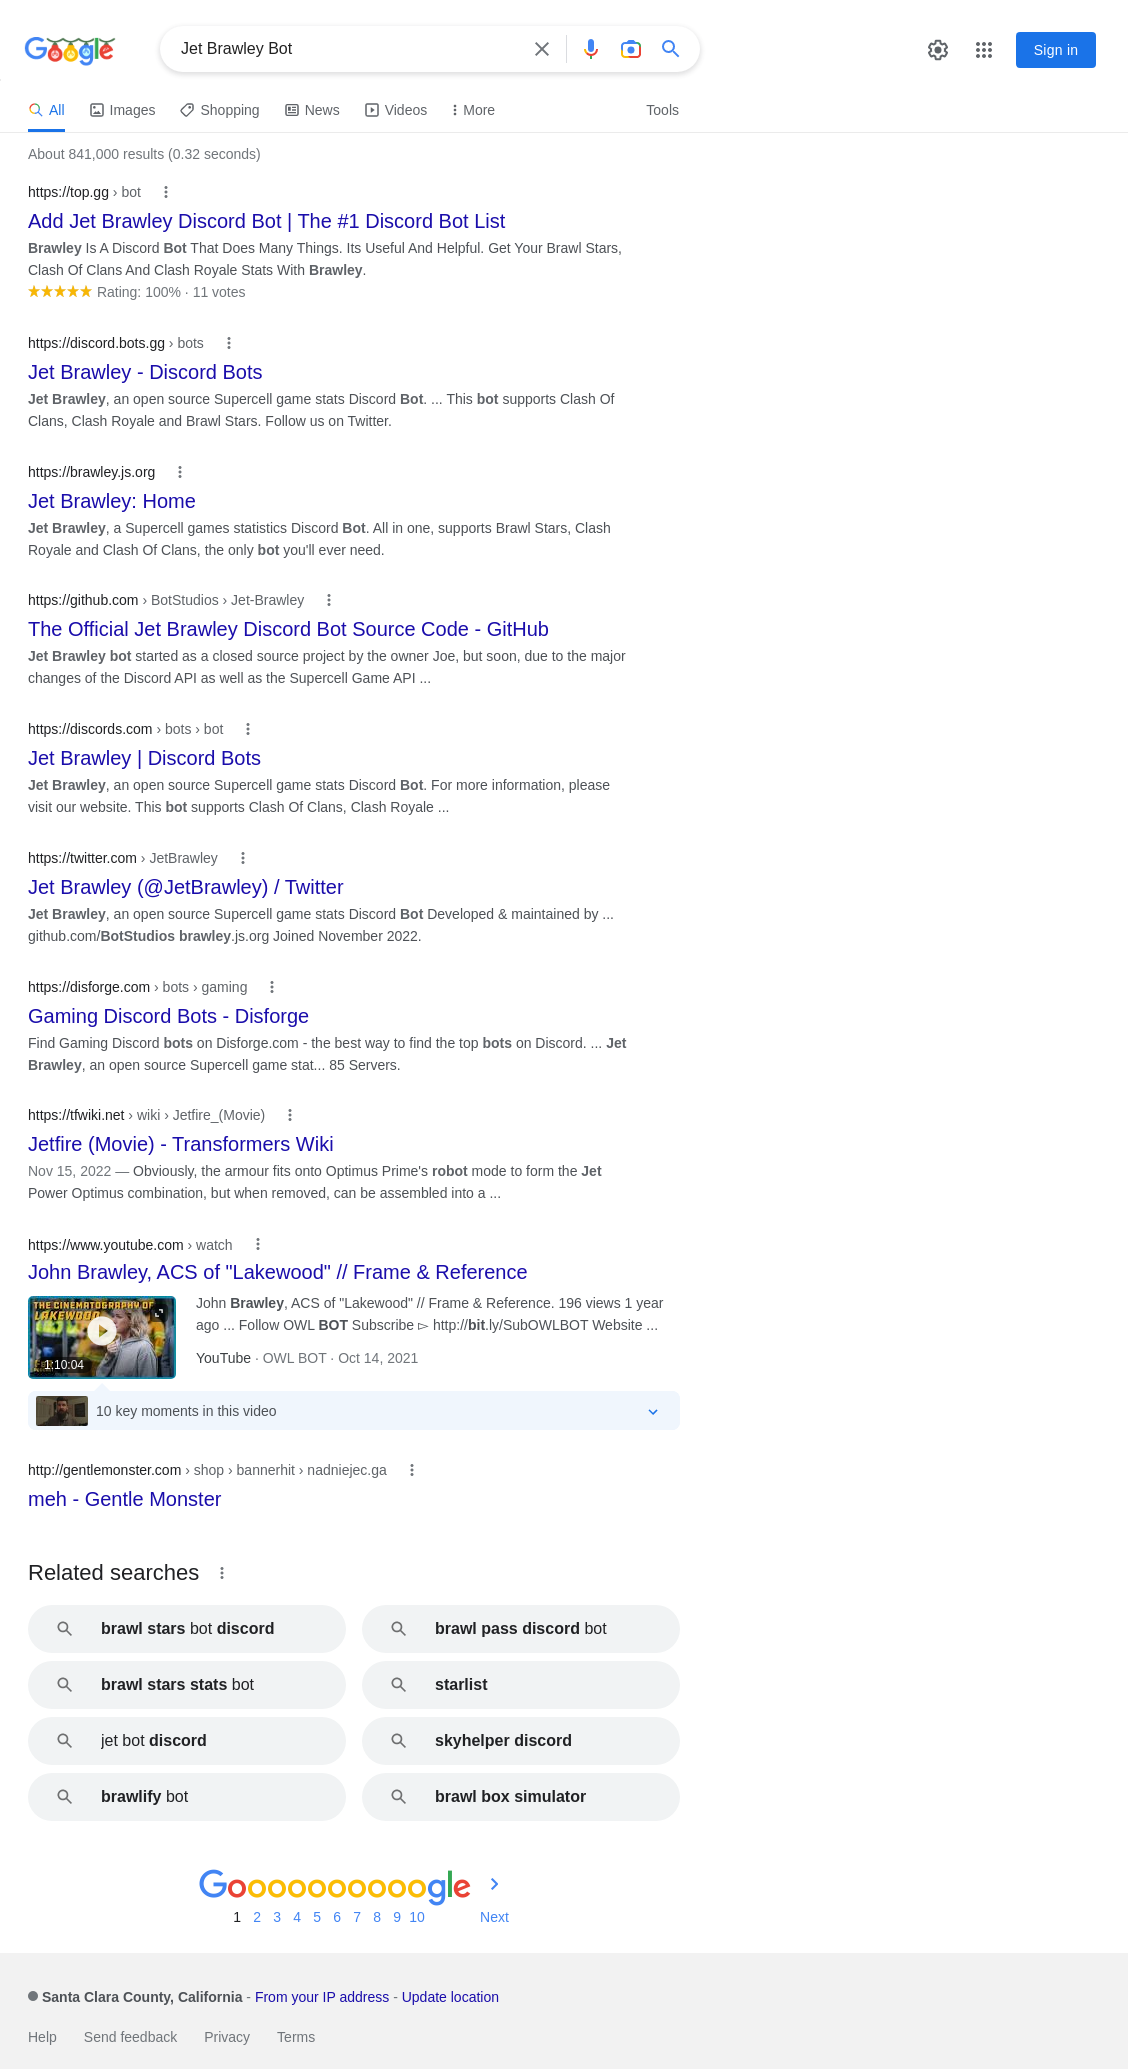 Google
Jet Brawley Bot
Sign in
All
Images
Shopping
News
Videos
More
Tools
About 841,000 results (0.32 seconds)
https://top.gg › bot
Add Jet Brawley Discord Bot | The #1 Discord Bot List
Brawley Is A Discord Bot That Does Many Things. Its Useful And Helpful. Get Your Brawl Stars,
Clash Of Clans And Clash Royale Stats With Brawley.
Rating: 100% · 11 votes
https://discord.bots.gg › bots
Jet Brawley - Discord Bots
Jet Brawley, an open source Supercell game stats Discord Bot. ... This bot supports Clash Of
Clans, Clash Royale and Brawl Stars. Follow us on Twitter.
https://brawley.js.org
Jet Brawley: Home
Jet Brawley, a Supercell games statistics Discord Bot. All in one, supports Brawl Stars, Clash
Royale and Clash Of Clans, the only bot you'll ever need.
https://github.com › BotStudios › Jet-Brawley
The Official Jet Brawley Discord Bot Source Code - GitHub
Jet Brawley bot started as a closed source project by the owner Joe, but soon, due to the major
changes of the Discord API as well as the Supercell Game API ...
https://discords.com › bots › bot
Jet Brawley | Discord Bots
Jet Brawley, an open source Supercell game stats Discord Bot. For more information, please
visit our website. This bot supports Clash Of Clans, Clash Royale ...
https://twitter.com › JetBrawley
Jet Brawley (@JetBrawley) / Twitter
Jet Brawley, an open source Supercell game stats Discord Bot Developed & maintained by ...
github.com/BotStudios brawley.js.org Joined November 2022.
https://disforge.com › bots › gaming
Gaming Discord Bots - Disforge
Find Gaming Discord bots on Disforge.com - the best way to find the top bots on Discord. ... Jet
Brawley, an open source Supercell game stat... 85 Servers.
https://tfwiki.net › wiki › Jetfire_(Movie)
Jetfire (Movie) - Transformers Wiki
Nov 15, 2022 — Obviously, the armour fits onto Optimus Prime's robot mode to form the Jet
Power Optimus combination, but when removed, can be assembled into a ...
https://www.youtube.com › watch
John Brawley, ACS of "Lakewood" // Frame & Reference
THE CINEMATOGRAPHY OF
LAKEWOOD
1:10:04
John Brawley, ACS of "Lakewood" // Frame & Reference. 196 views 1 year
ago ... Follow OWL BOT Subscribe ▻ http://bit.ly/SubOWLBOT Website ...
YouTube · OWL BOT · Oct 14, 2021
10 key moments in this video
http://gentlemonster.com › shop › bannerhit › nadniejec.ga
meh - Gentle Monster
Related searches
brawl stars bot discord
brawl pass discord bot
brawl stars stats bot
starlist
jet bot discord
skyhelper discord
brawlify bot
brawl box simulator
Goooooooooogle
1 2 3 4 5 6 7 8 9 10 Next
Santa Clara County, California - From your IP address - Update location
Help Send feedback Privacy Terms